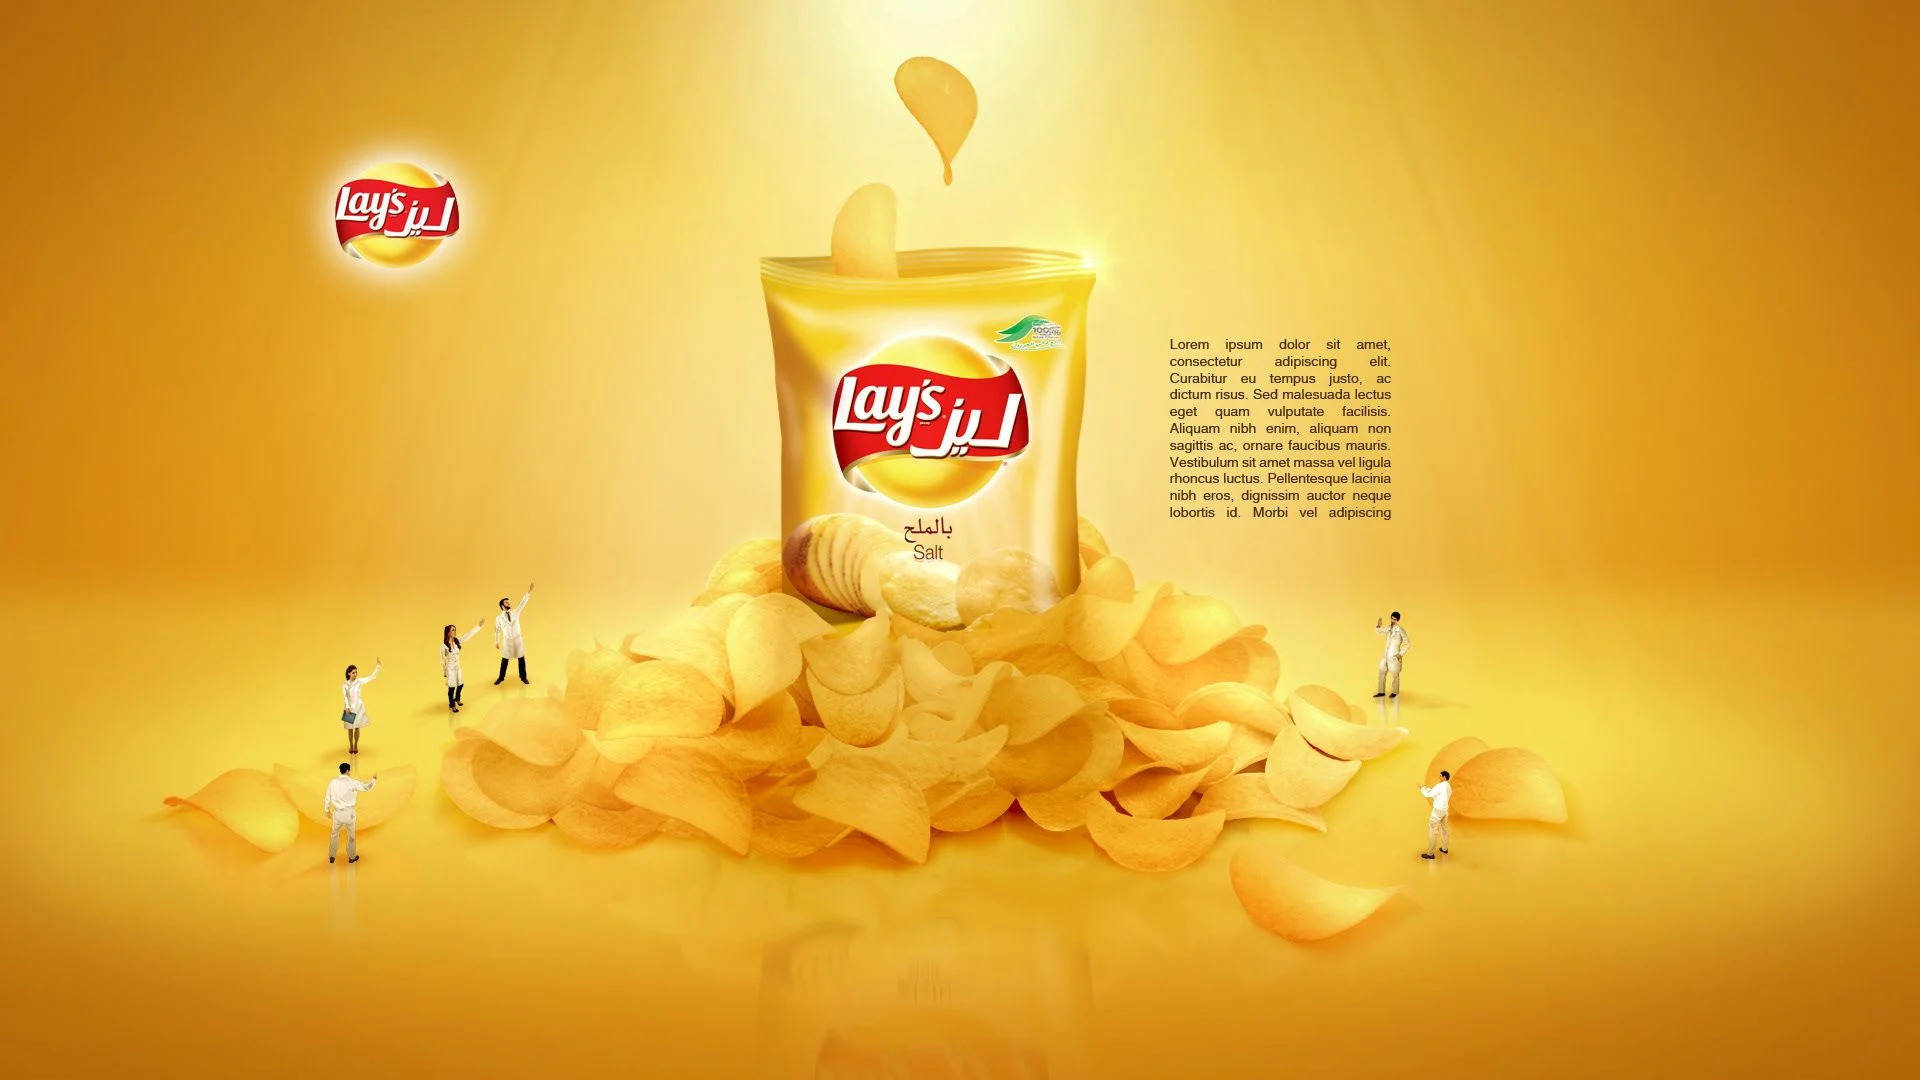 Lay's ليز
100%
Lay's ليز
بالملح
Salt
Lorem ipsum dolor sit amet,
consectetur adipiscing elit.
Curabitur eu tempus justo, ac
dictum risus. Sed malesuada lectus
eget quam vulputate facilisis.
Aliquam nibh enim, aliquam non
sagittis ac, ornare faucibus mauris.
Vestibulum sit amet massa vel ligula
rhoncus luctus. Pellentesque lacinia
nibh eros, dignissim auctor neque
lobortis id. Morbi vel adipiscing